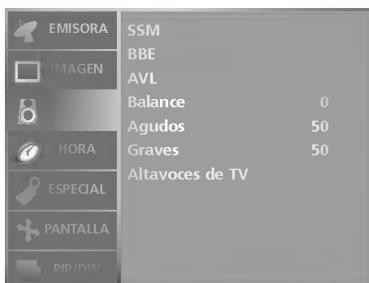 EMISORA
IMAGEN
HORA
ESPECIAL
PANTALLA
PIP/DW
SSM
BBE
AVL
Balance 0
Agudos 50
Graves 50
Altavoces de TV